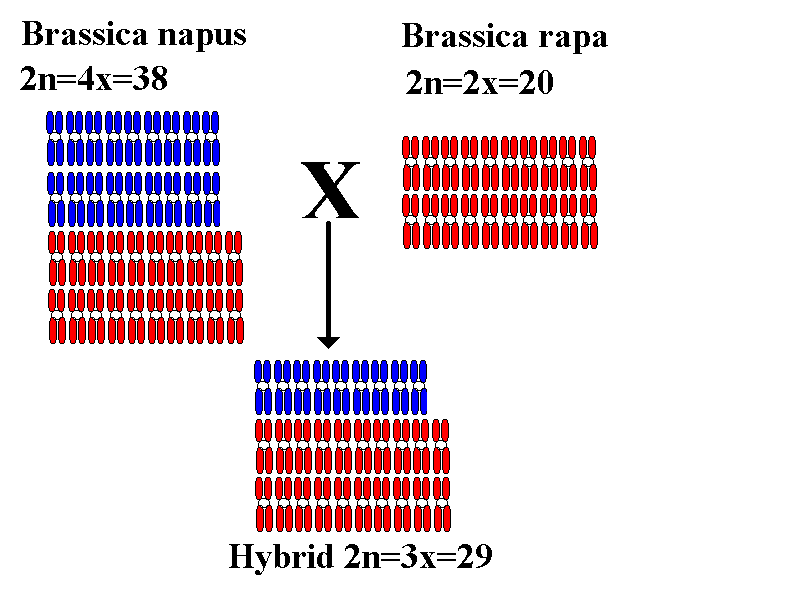 Brassica napus
2n=4x=38
Brassica rapa
2n=2x=20
X
Hybrid 2n=3x=29